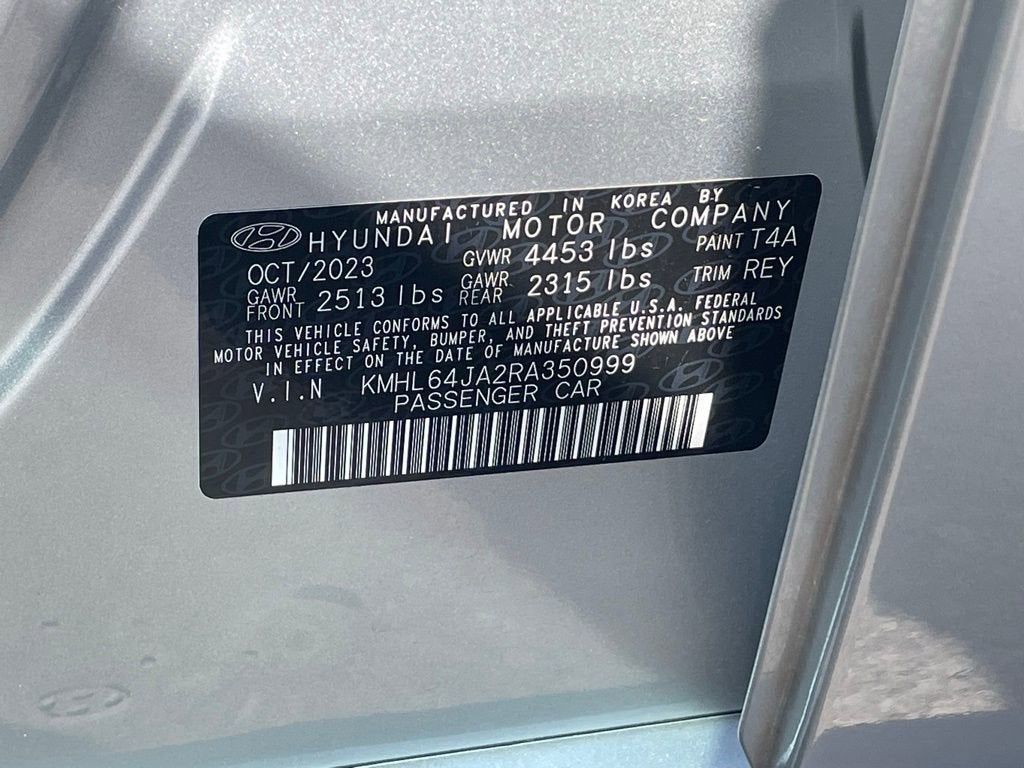 MANUFACTURED IN KOREA BY
HYUNDAI MOTOR COMPANY
OCT/2023 GVWR 4453 lbs PAINT T4A
GAWR FRONT 2513 lbs GAWR REAR 2315 lbs TRIM REY
THIS VEHICLE CONFORMS TO ALL APPLICABLE U.S.A. FEDERAL
MOTOR VEHICLE SAFETY, BUMPER, AND THEFT PREVENTION STANDARDS
IN EFFECT ON THE DATE OF MANUFACTURE SHOWN ABOVE
V.I.N KMHL64JA2RA350999
PASSENGER CAR